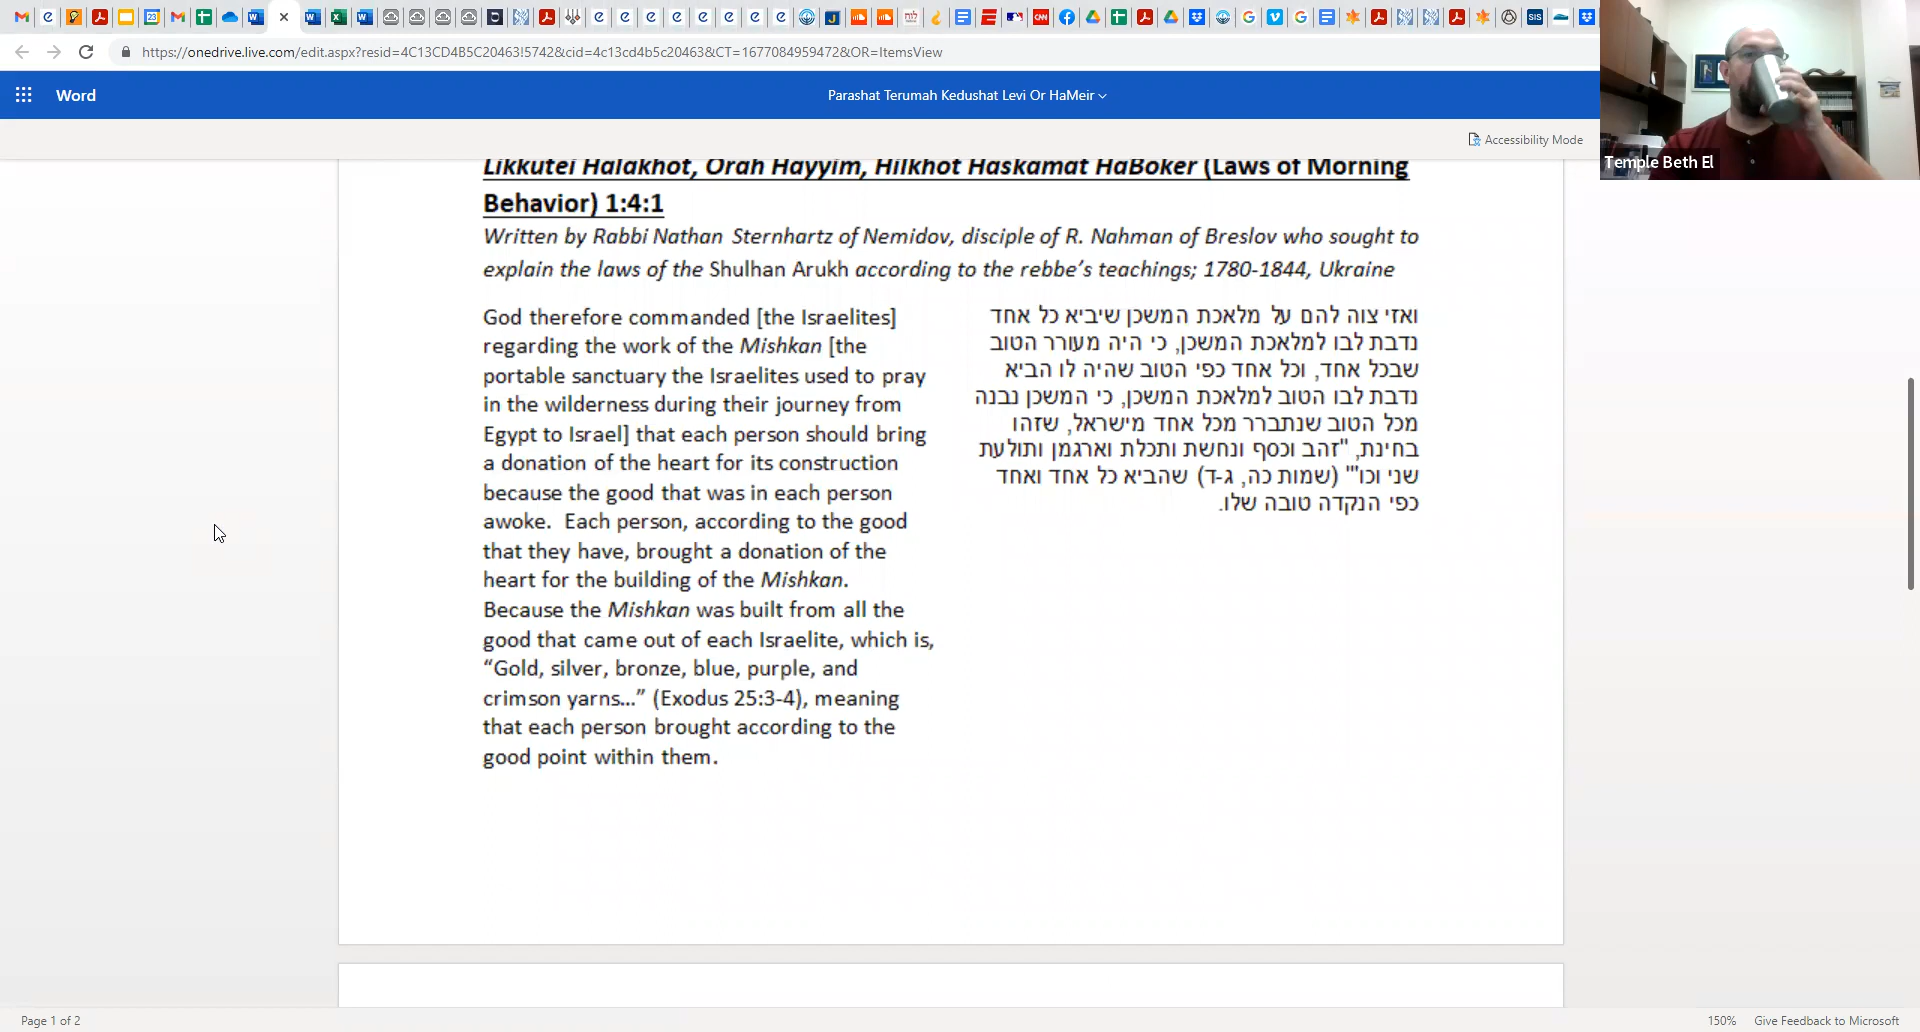 https://onedrive.live.com/edit.aspx?resid=4C13CD4B5C20463!5742&cid=4c13cd4b5c20463&CT=1677084959472&OR=ItemsView
Word
Parashat Terumah Kedushat Levi Or HaMeir
Accessibility Mode
Temple Beth El
Likkutei Halakhot, Orah Hayyim, Hilkhot Haskamat HaBoker (Laws of Morning
Behavior) 1:4:1
Written by Rabbi Nathan Sternhartz of Nemidov, disciple of R. Nahman of Breslov who sought to
explain the laws of the Shulhan Arukh according to the rebbe’s teachings; 1780-1844, Ukraine
God therefore commanded [the Israelites]
regarding the work of the Mishkan [the
portable sanctuary the Israelites used to pray
in the wilderness during their journey from
Egypt to Israel] that each person should bring
a donation of the heart for its construction
because the good that was in each person
awoke.  Each person, according to the good
that they have, brought a donation of the
heart for the building of the Mishkan.
Because the Mishkan was built from all the
good that came out of each Israelite, which is,
“Gold, silver, bronze, blue, purple, and
crimson yarns…” (Exodus 25:3-4), meaning
that each person brought according to the
good point within them.
ואזי צוה להם על מלאכת המשכן שיביא כל אחד
נדבת לבו למלאכת המשכן, כי היה מעורר הטוב
שבכל אחד, וכל אחד כפי הטוב שהיה לו הביא
נדבת לבו הטוב למלאכת המשכן, כי המשכן נבנה
מכל הטוב שנתברר מכל אחד מישראל, שזהו
בחינת, "זהב וכסף ונחשת ותכלת וארגמן ותולעת
שני וכו'" (שמות כה, ג-ד) שהביא כל אחד ואחד
כפי הנקדה טובה שלו.
Page 1 of 2
150%
Give Feedback to Microsoft